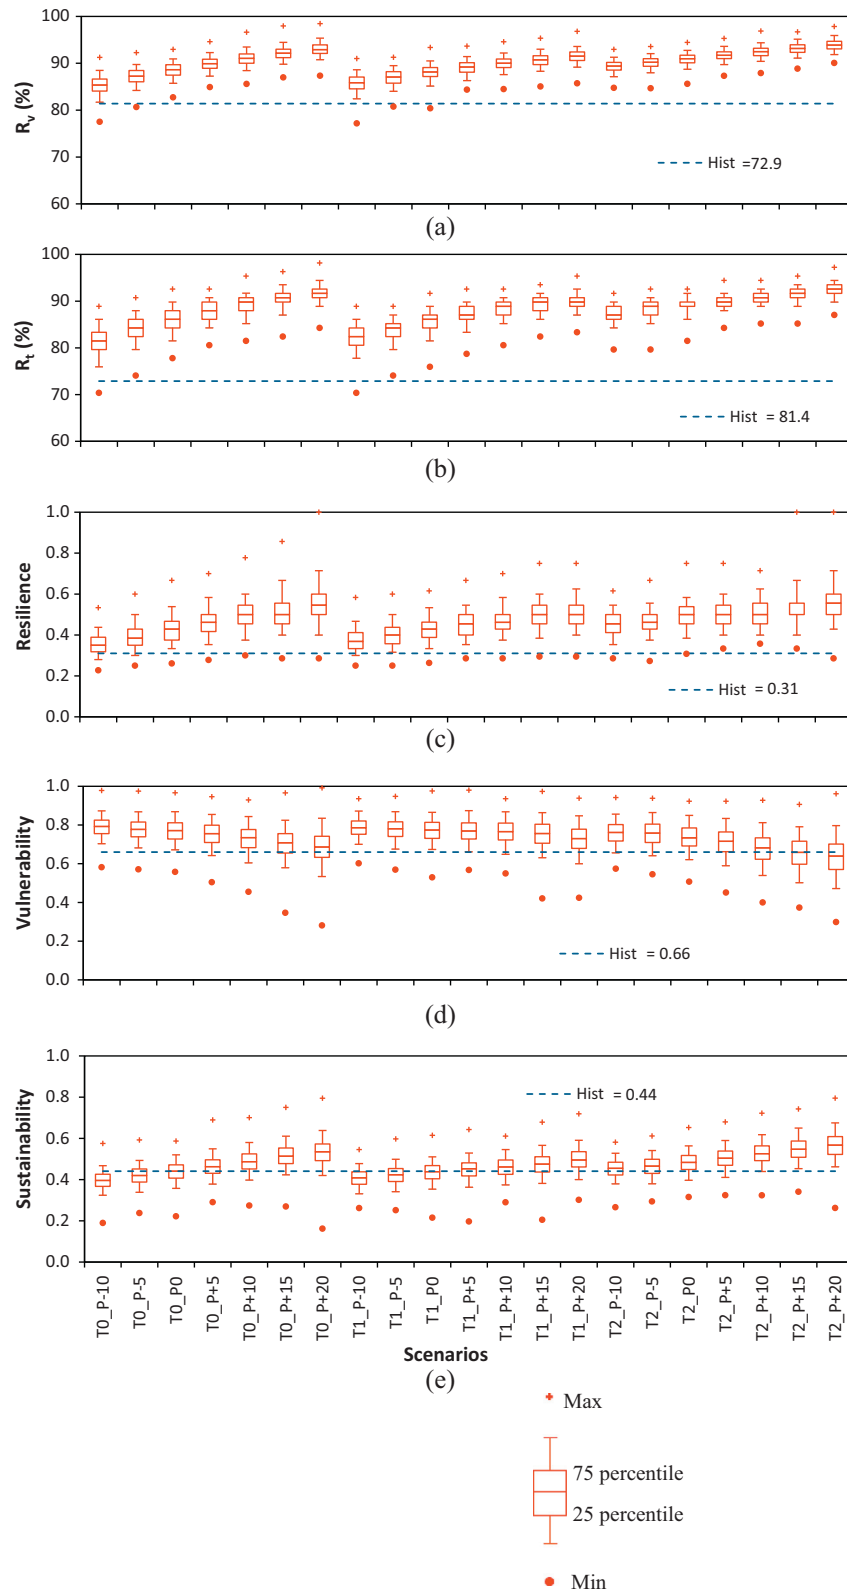 100
90
80
70
60
R_v (%)
Hist =72.9
(a)
100
90
80
70
60
R_t (%)
Hist = 81.4
(b)
1.0
0.8
0.6
0.4
0.2
0.0
Resilience
Hist = 0.31
(c)
1.0
0.8
0.6
0.4
0.2
0.0
Vulnerability
Hist = 0.66
(d)
1.0
0.8
0.6
0.4
0.2
0.0
Sustainability
Hist = 0.44
T0_P-10
T0_P-5
T0_P0
T0_P+5
T0_P+10
T0_P+15
T0_P+20
T1_P-10
T1_P-5
T1_P0
T1_P+5
T1_P+10
T1_P+15
T1_P+20
T2_P-10
T2_P-5
T2_P0
T2_P+5
T2_P+10
T2_P+15
T2_P+20
Scenarios
(e)
Max
75 percentile
25 percentile
Min